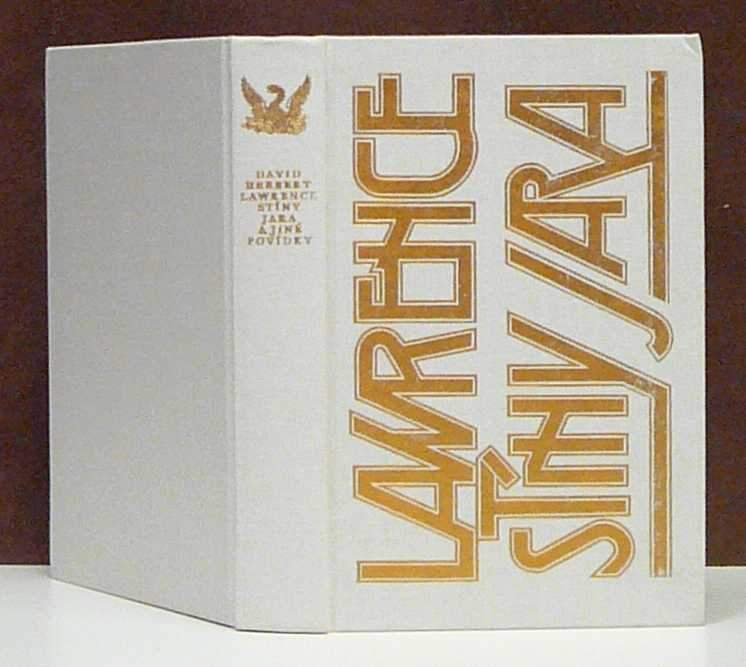 DAVID
HERBERT
LAWRENCE
STÍNY
JARA
A JINÉ
POVÍDKY
LAWRENCE
STÍNY JARA